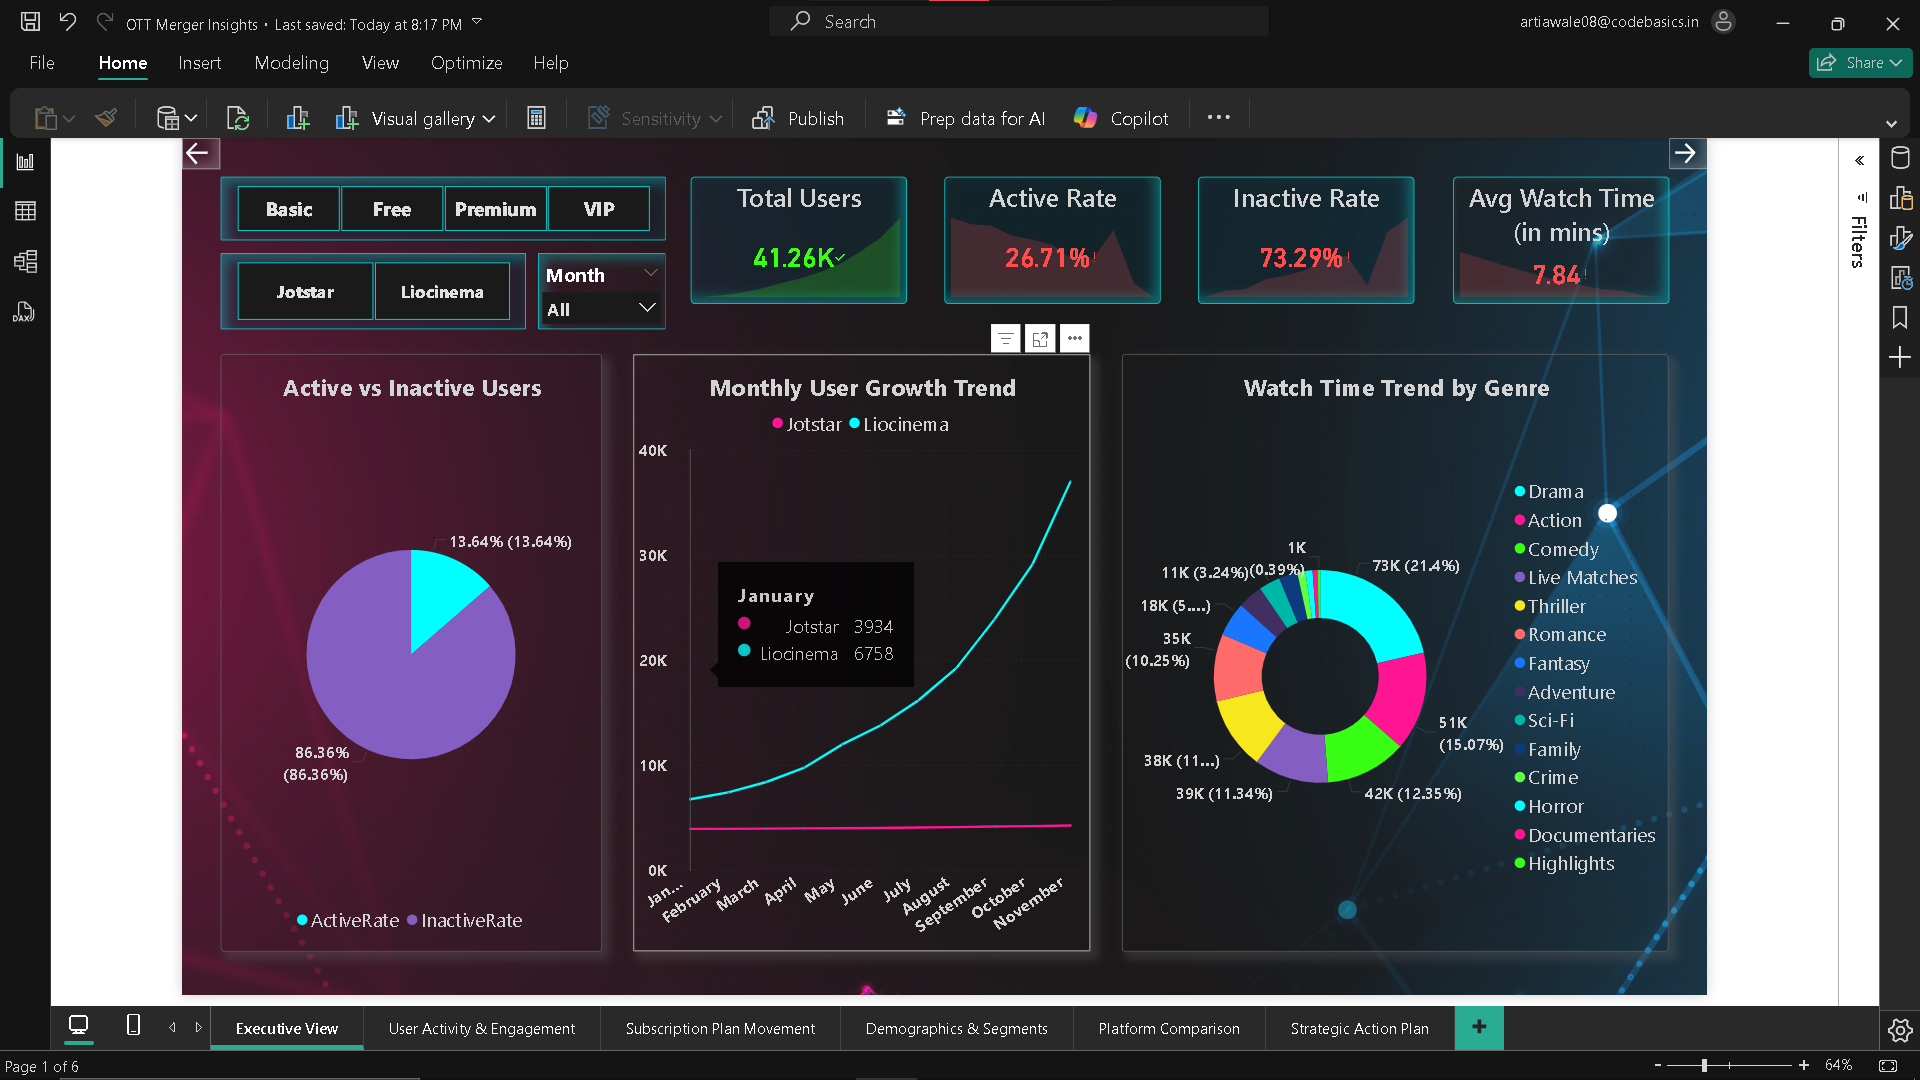 OTT Merger Insights • Last saved: Today at 8:17 PM
Search
artiawale08@codebasics.in
File
Home
Insert
Modeling
View
Optimize
Help
Share
Visual gallery
Sensitivity
Publish
Prep data for AI
Copilot
Basic
Free
Premium
VIP
Jotstar
Liocinema
Month
All
Total Users
41.26K
Active Rate
26.71%
Inactive Rate
73.29%
Avg Watch Time
(in mins)
7.84
Filters
DAX
Active vs Inactive Users
13.64% (13.64%)
86.36%
(86.36%)
ActiveRate
InactiveRate
Monthly User Growth Trend
Jotstar
Liocinema
40K
30K
20K
10K
0K
January
Jotstar 3934
Liocinema 6758
Jan...
February
March
April
May
June
July
August
September
October
November
Watch Time Trend by Genre
1K
(0.39%)
73K (21.4%)
11K (3.24%)
18K (5....)
35K
(10.25%)
51K
(15.07%)
38K (11...)
39K (11.34%)
42K (12.35%)
Drama
Action
Comedy
Live Matches
Thriller
Romance
Fantasy
Adventure
Sci-Fi
Family
Crime
Horror
Documentaries
Highlights
Executive View
User Activity & Engagement
Subscription Plan Movement
Demographics & Segments
Platform Comparison
Strategic Action Plan
Page 1 of 6
64%